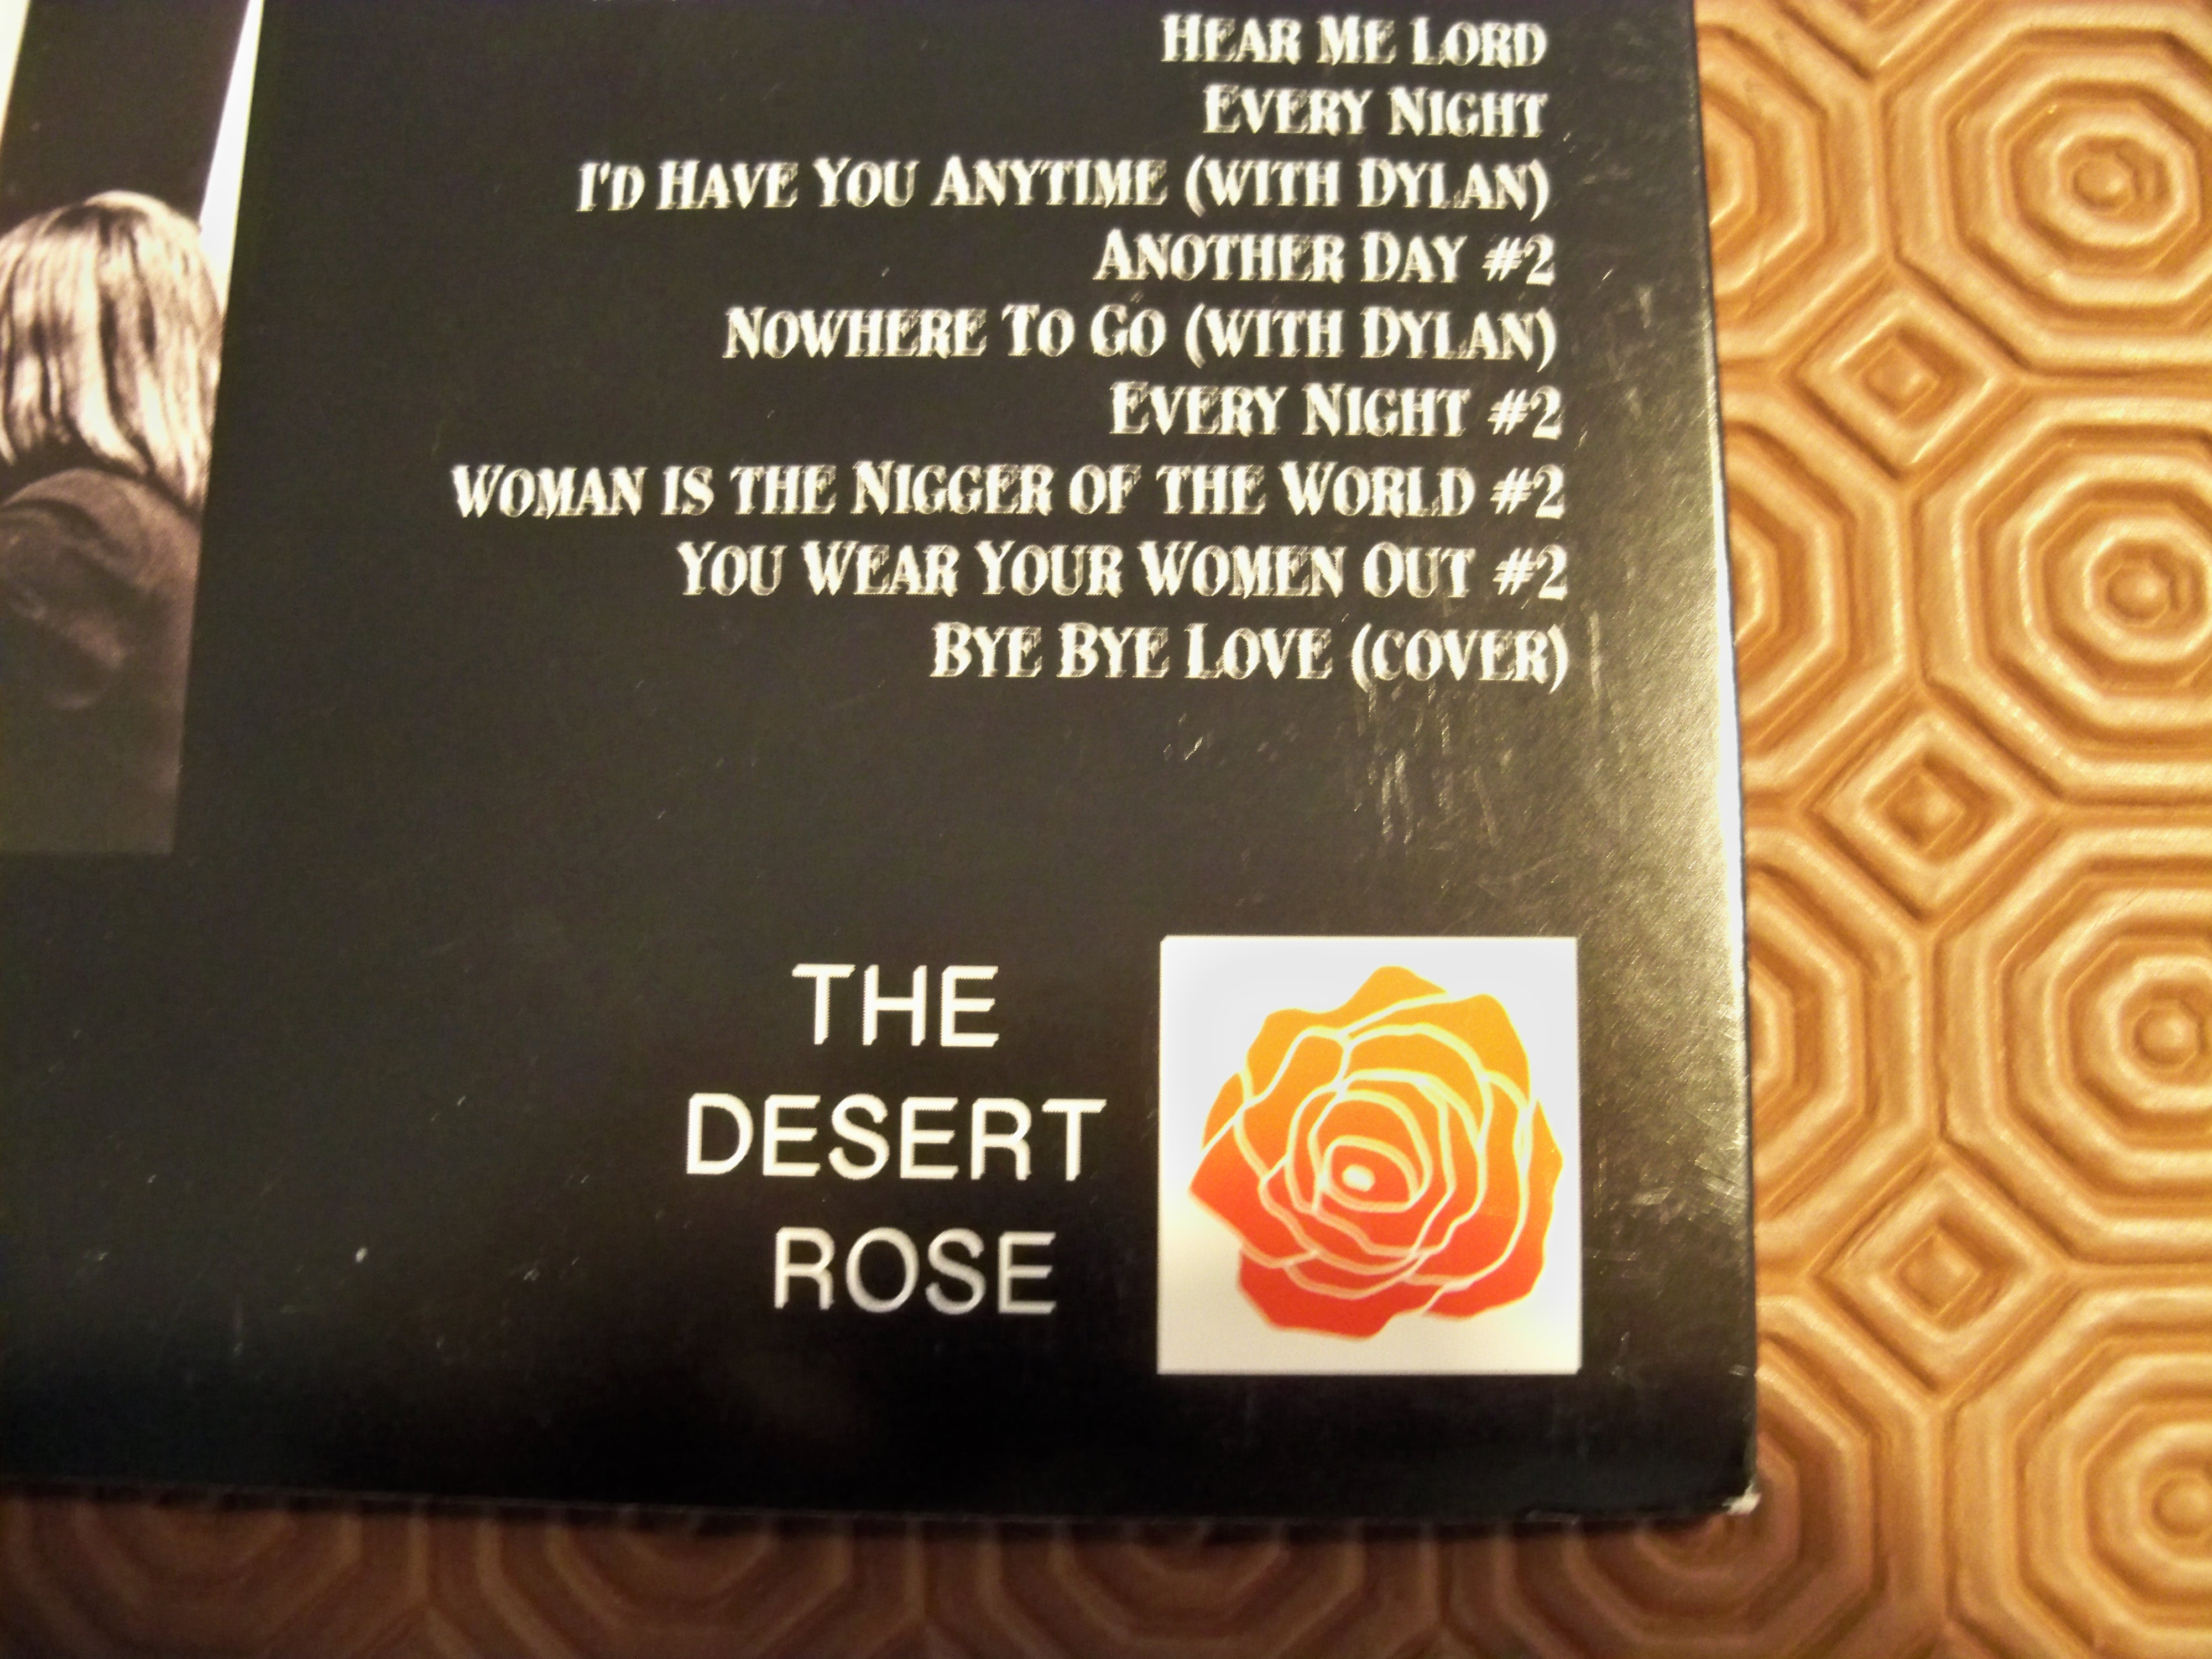 HEAR ME LORD
EVERY NIGHT
I'D HAVE YOU ANYTIME (WITH DYLAN)
ANOTHER DAY #2
NOWHERE TO GO (WITH DYLAN)
EVERY NIGHT #2
WOMAN IS THE NIGGER OF THE WORLD #2
YOU WEAR YOUR WOMEN OUT #2
BYE BYE LOVE (COVER)
THE
DESERT
ROSE